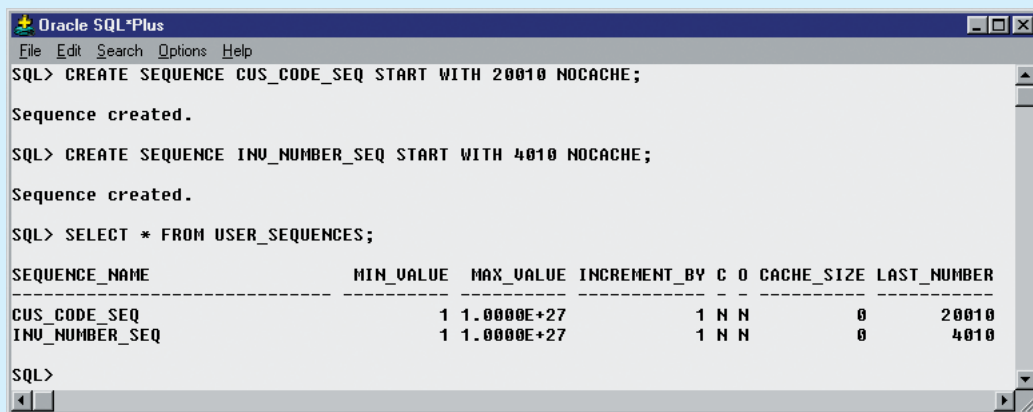 Oracle SQL*Plus
File Edit Search Options Help
SQL> CREATE SEQUENCE CUS_CODE_SEQ START WITH 20010 NOCACHE;
Sequence created.
SQL> CREATE SEQUENCE INV_NUMBER_SEQ START WITH 4010 NOCACHE;
Sequence created.
SQL> SELECT * FROM USER_SEQUENCES;
SEQUENCE_NAME MIN_VALUE MAX_VALUE INCREMENT_BY C O CACHE_SIZE LAST_NUMBER
------------------------------ ---------- ---------- ------------ - - ---------- -----------
CUS_CODE_SEQ 1 1.0000E+27 1 N N 0 20010
INV_NUMBER_SEQ 1 1.0000E+27 1 N N 0 4010
SQL>